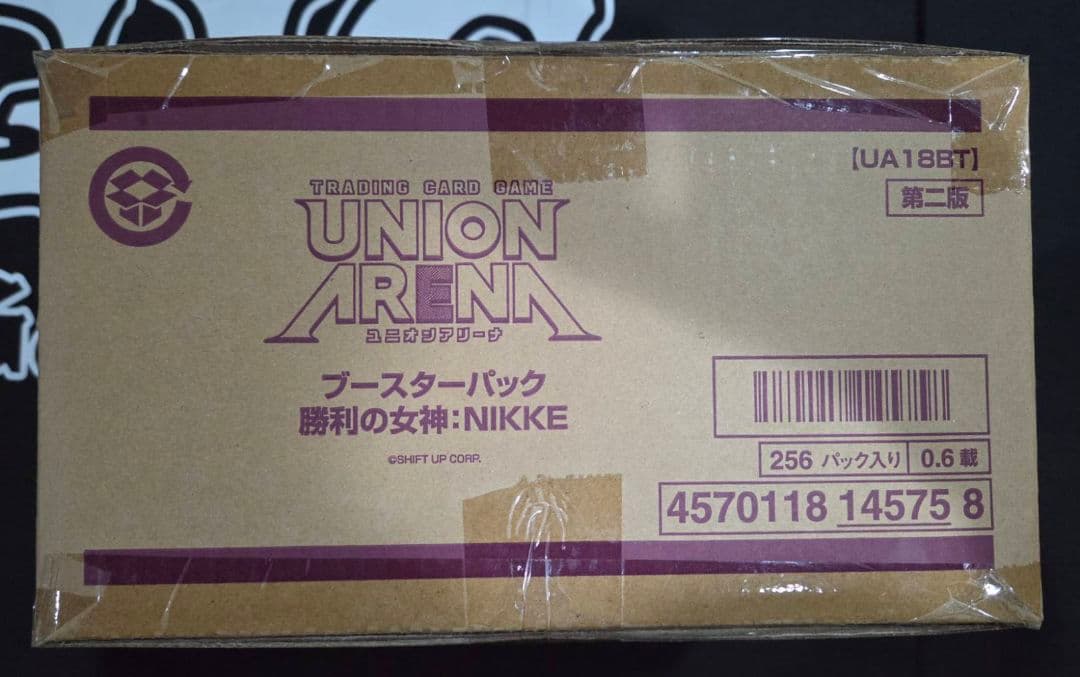 【UA18BT】
第二版
TRADING CARD GAME
UNION
ARENA
ユニオンアリーナ
ブースターパック
勝利の女神：NIKKE
©SHIFT UP CORP.
256 パック入り 0.6 載
4570118 14575 8